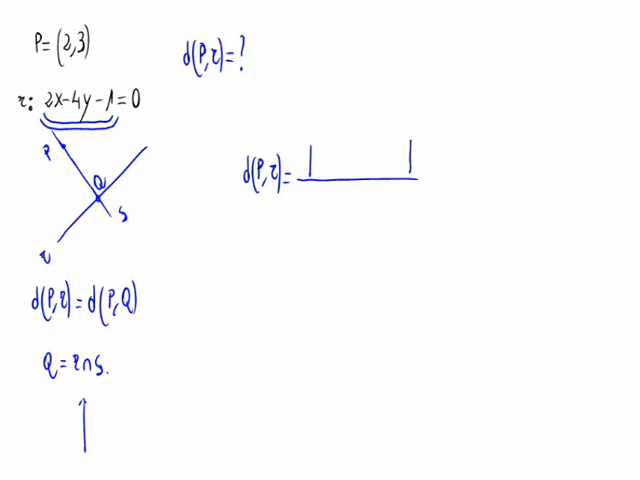 P=(2,3)
d(P,r)=?
r: 2x-4y-1=0
P
Q
s
r
d(P,r)=| |
d(P,r)=d(P,Q)
Q=r∩s.